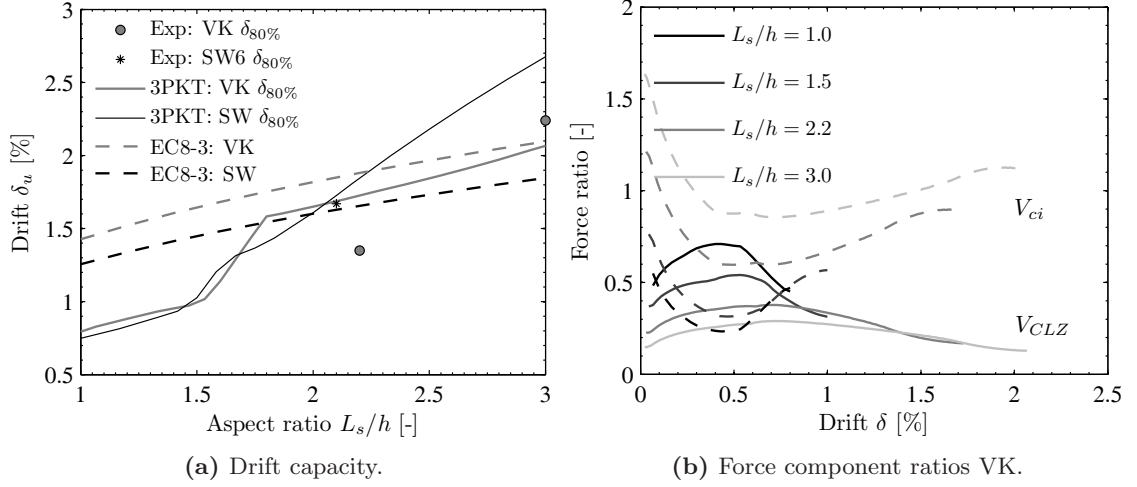 3
2.5
2
1.5
1
0.5
Drift δu [%]
Exp: VK δ80%
Exp: SW6 δ80%
3PKT: VK δ80%
3PKT: SW δ80%
EC8-3: VK
EC8-3: SW
1 1.5 2 2.5 3
Aspect ratio Ls/h [-]
(a) Drift capacity.
2
1.5
1
0.5
0
Force ratio [-]
Ls/h = 1.0
Ls/h = 1.5
Ls/h = 2.2
Ls/h = 3.0
Vci
VCLZ
0 0.5 1 1.5 2 2.5
Drift δ [%]
(b) Force component ratios VK.